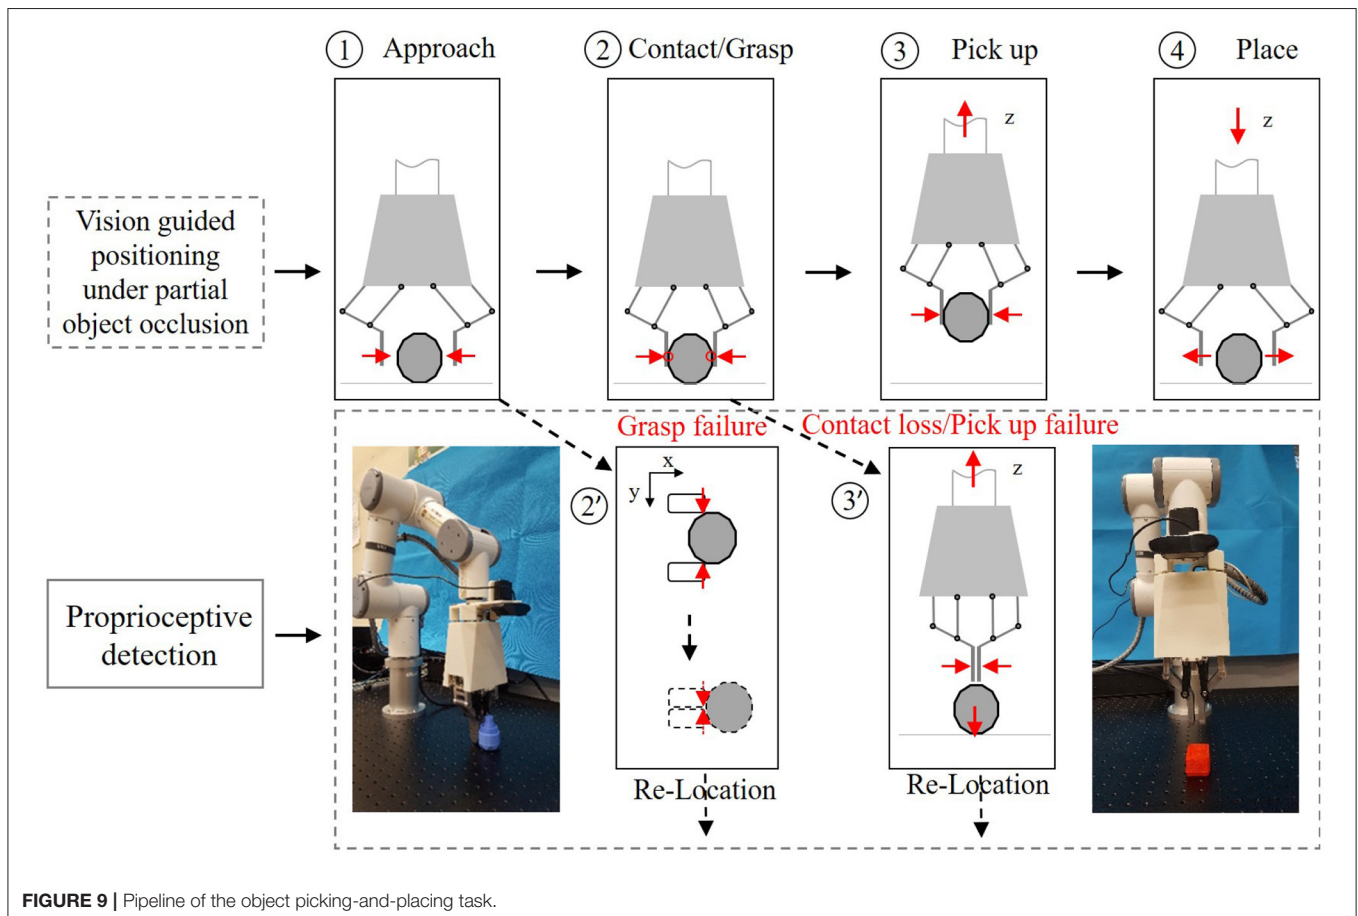 ① Approach
② Contact/Grasp
③ Pick up
④ Place
z
z
Vision guided
positioning
under partial
object occlusion
Grasp failure
Contact loss/Pick up failure
x
y
②′
z
③′
Proprioceptive
detection
Re-Location
Re-Location
FIGURE 9 | Pipeline of the object picking-and-placing task.